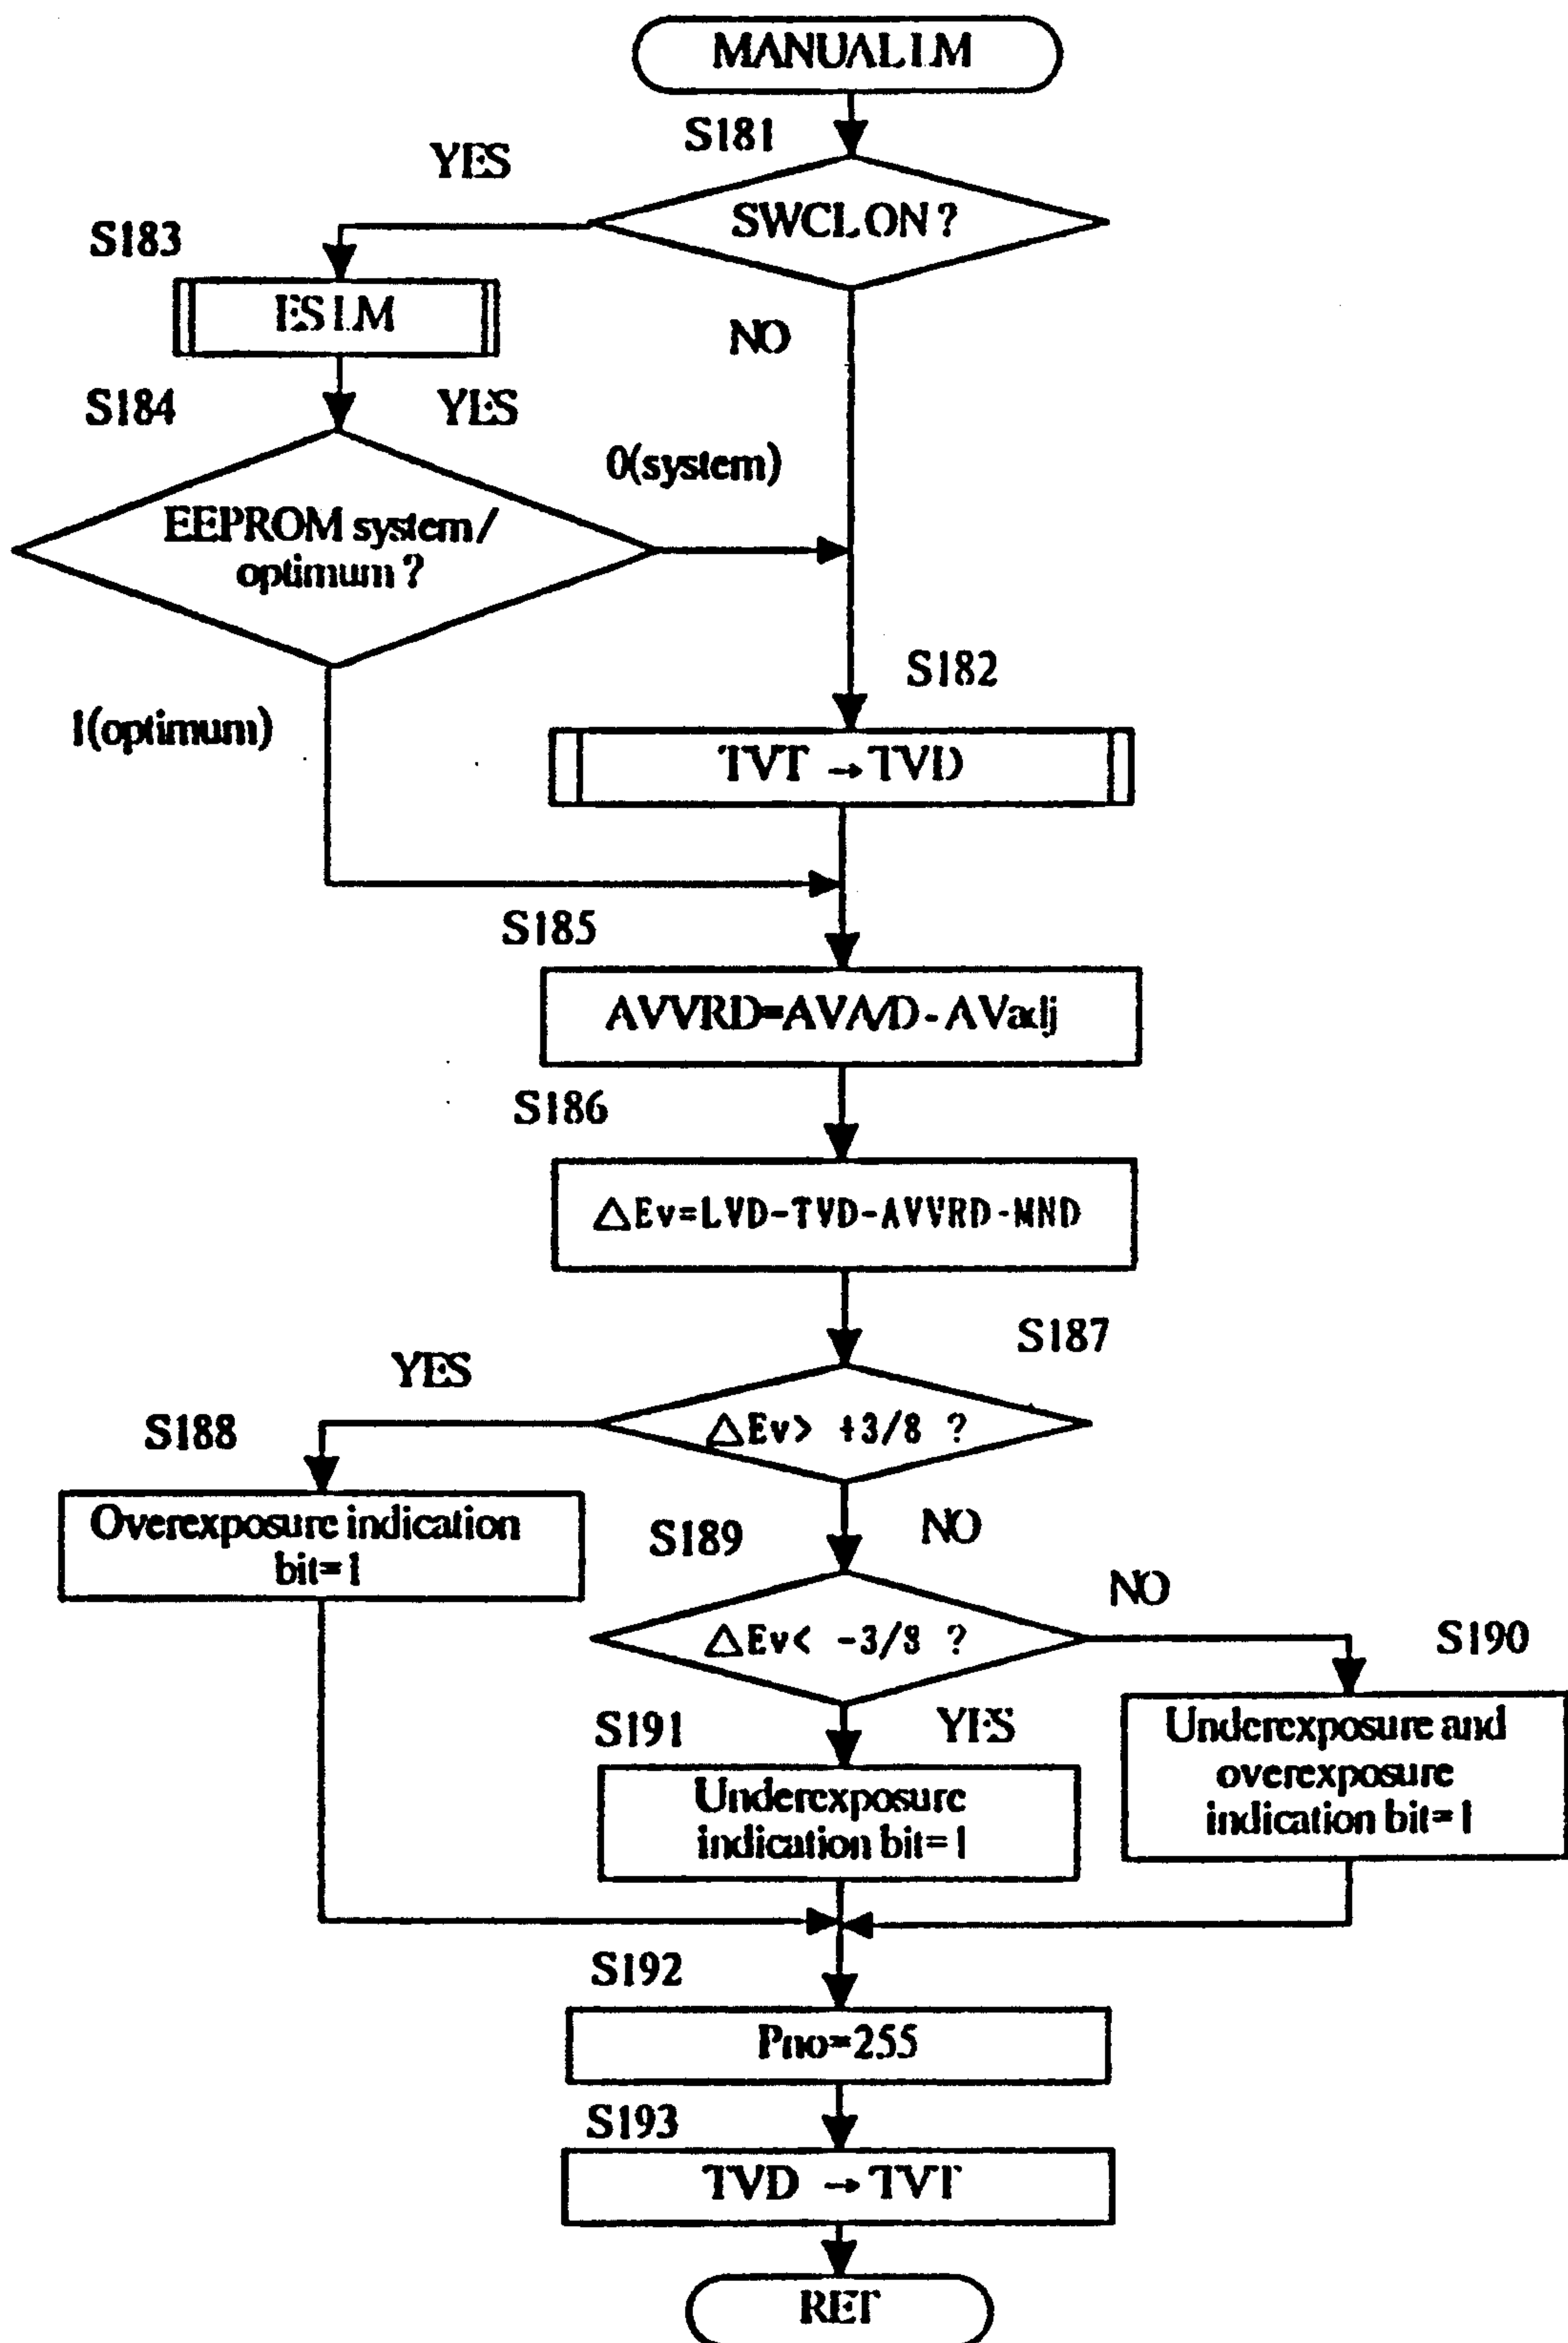 MANUALLM
S181
YES
SWCLON ?
S183
ESLM
NO
S184
YES
0(system)
EEPROM system/
optimum ?
S182
1(optimum)
TVT → TVD
S185
AVVRD=AVA/D - AVadj
S186
△Ev=LVD-TVD-AVVRD-MND
S187
YES
S188
△Ev> +3/8 ?
Overexposure indication
bit=1
S189
NO
NO
△Ev< -3/8 ?
S190
S191
YES
Underexposure and
overexposure
indication bit=1
Underexposure
indication bit=1
S192
Pno=255
S193
TVD → TVT
RET